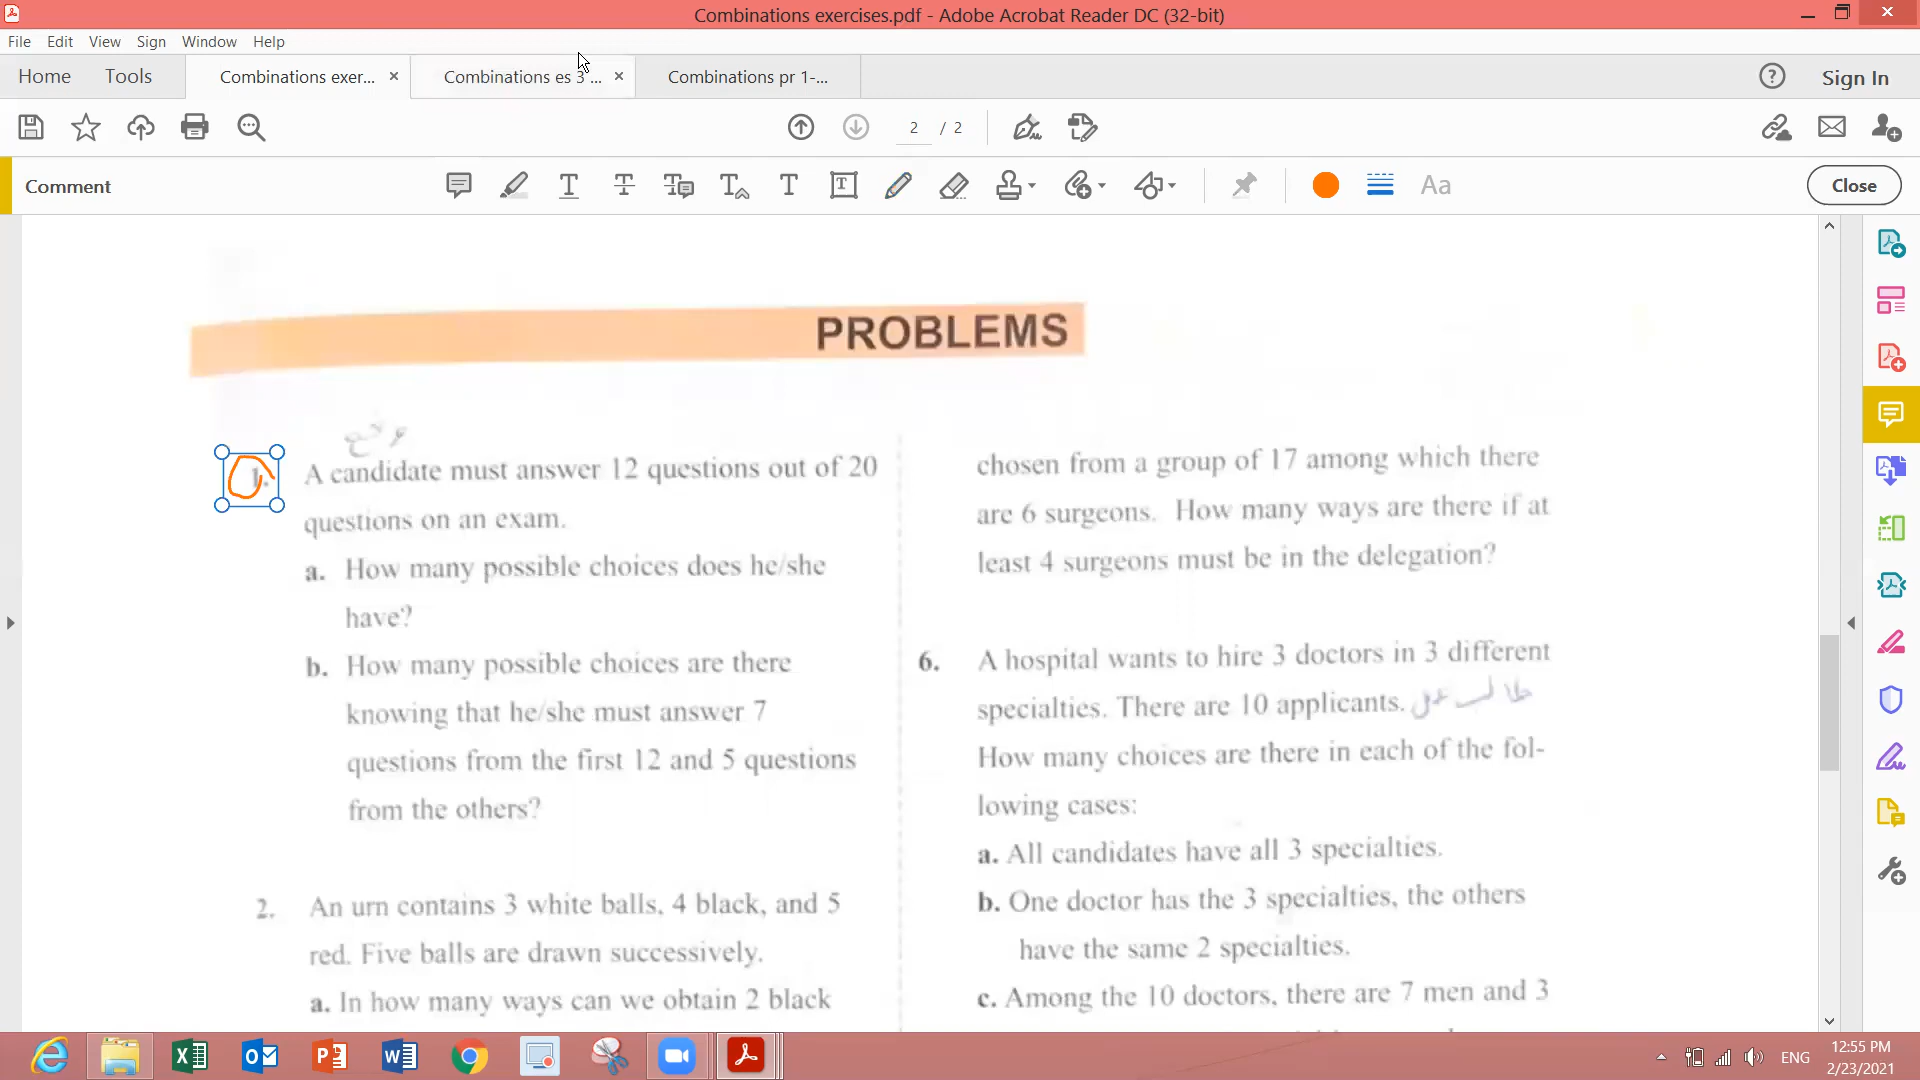 Combinations exercises.pdf - Adobe Acrobat Reader DC (32-bit)
File Edit View Sign Window Help
Home Tools Combinations exer... Combinations es 3 ... Combinations pr 1-... Sign In
2 / 2
Comment Aa Close
PROBLEMS
1. A candidate must answer 12 questions out of 20
questions on an exam.
a. How many possible choices does he/she
have?
b. How many possible choices are there
knowing that he/she must answer 7
questions from the first 12 and 5 questions
from the others?
2. An urn contains 3 white balls, 4 black, and 5
red. Five balls are drawn successively.
a. In how many ways can we obtain 2 black
chosen from a group of 17 among which there
are 6 surgeons. How many ways are there if at
least 4 surgeons must be in the delegation?
6. A hospital wants to hire 3 doctors in 3 different
specialties. There are 10 applicants.
How many choices are there in each of the fol-
lowing cases:
a. All candidates have all 3 specialties.
b. One doctor has the 3 specialties, the others
have the same 2 specialties.
c. Among the 10 doctors, there are 7 men and 3
ENG
12:55 PM
2/23/2021